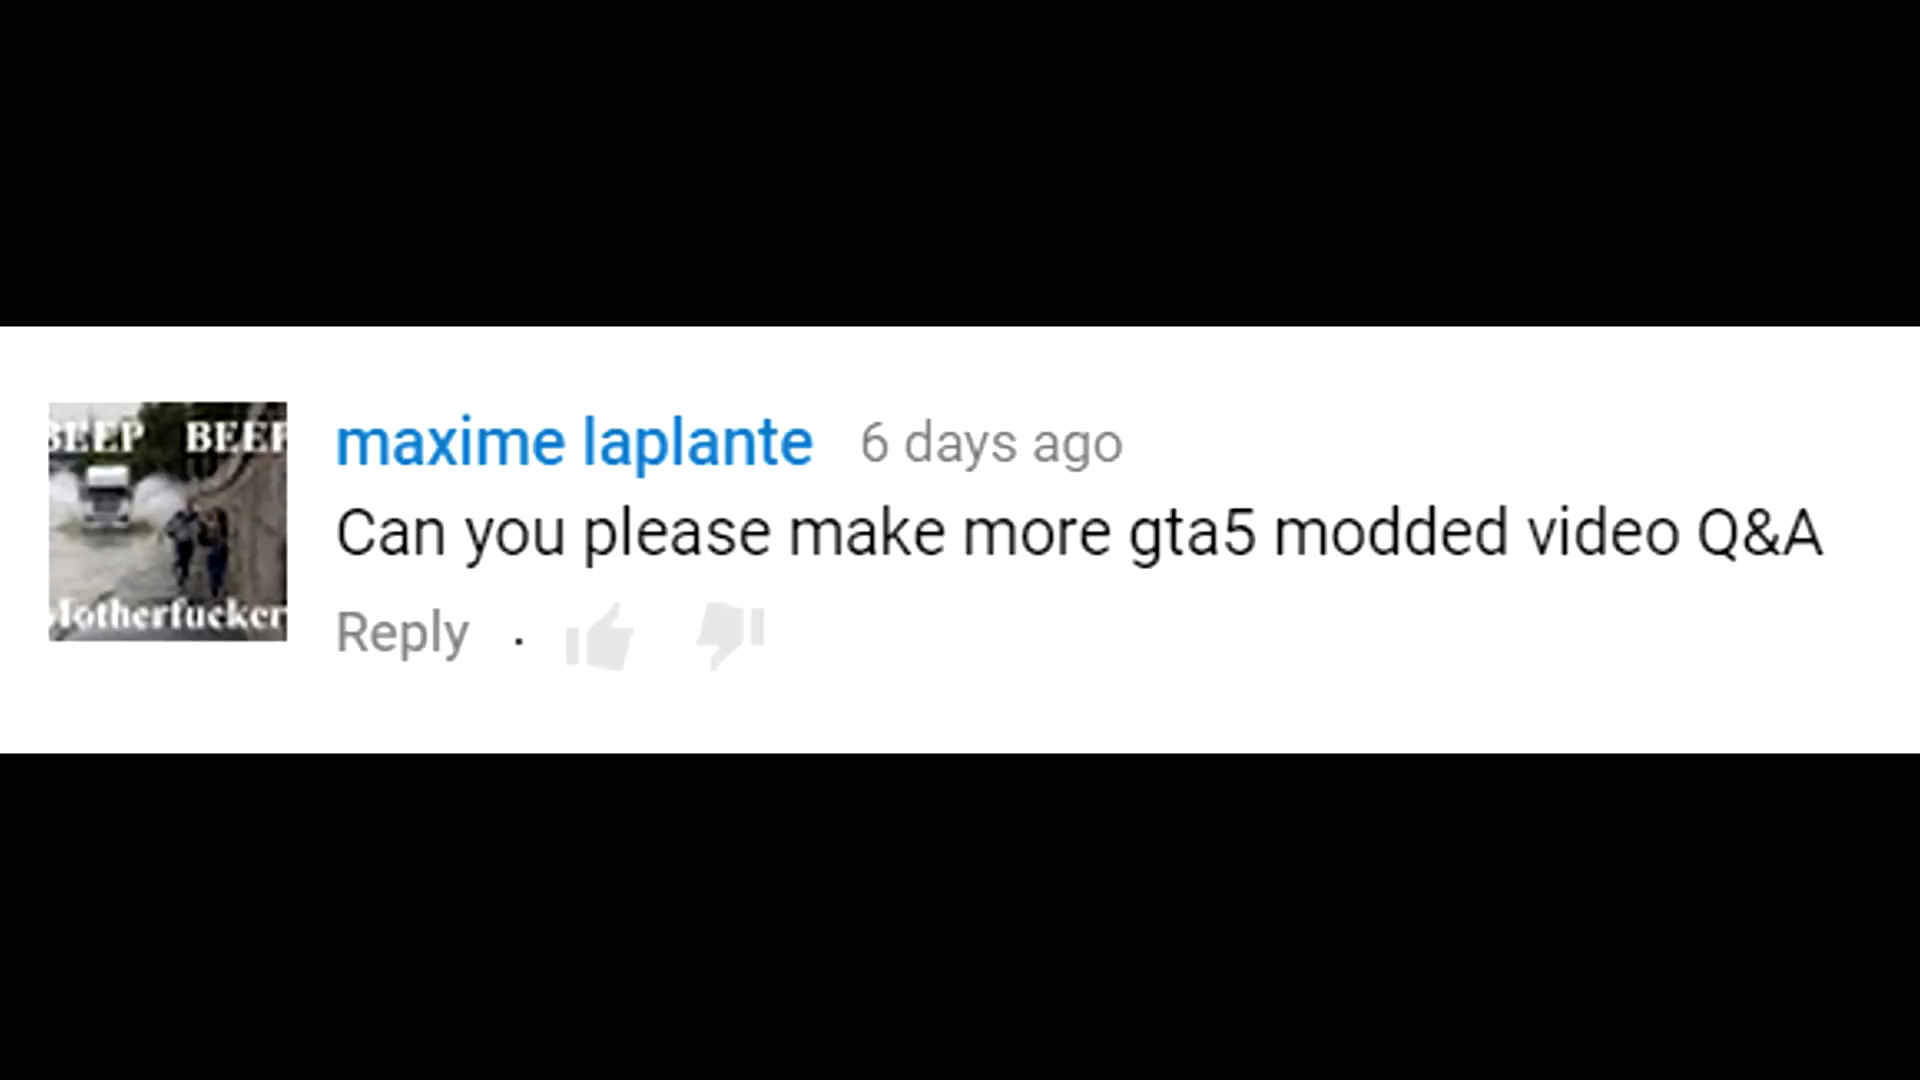 BEEP BEEP
Motherfucker
maxime laplante 6 days ago
Can you please make more gta5 modded video Q&A
Reply .